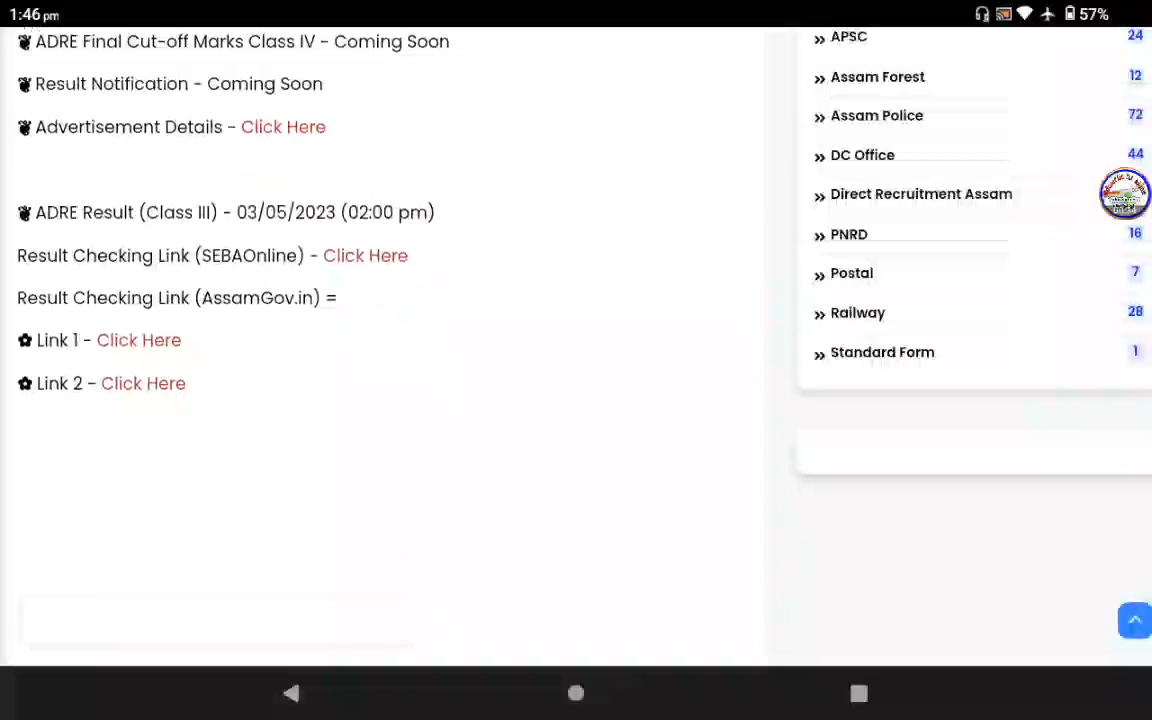 1:46 pm
57%
ADRE Final Cut-off Marks Class IV - Coming Soon
Result Notification - Coming Soon
Advertisement Details - Click Here
ADRE Result (Class III) - 03/05/2023 (02:00 pm)
Result Checking Link (SEBAOnline) - Click Here
Result Checking Link (AssamGov.in) =
✿ Link 1 - Click Here
✿ Link 2 - Click Here
» APSC 24
» Assam Forest 12
» Assam Police 72
» DC Office 44
» Direct Recruitment Assam
» PNRD 16
» Postal 7
» Railway 28
» Standard Form 1